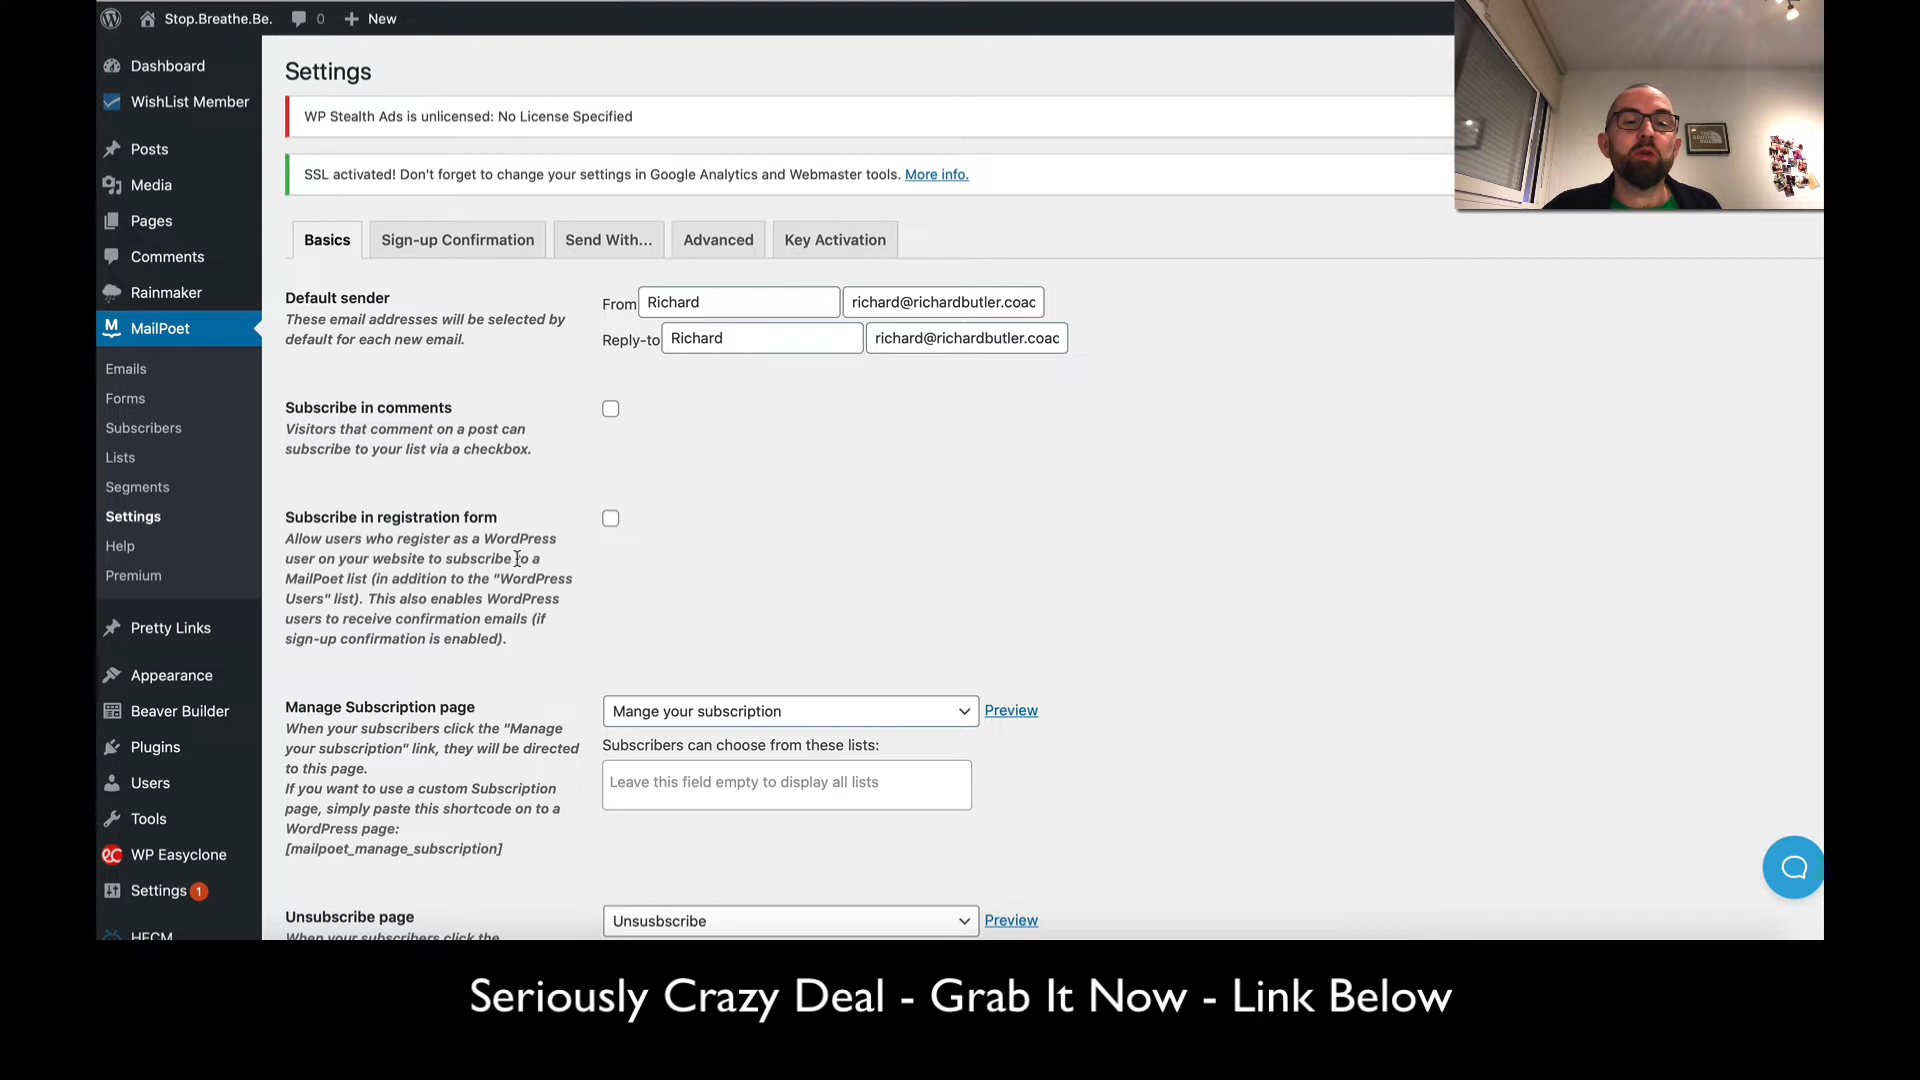 Stop.Breathe.Be. 0 New
Dashboard
WishList Member
Posts
Media
Pages
Comments
Rainmaker
MailPoet
Emails
Forms
Subscribers
Lists
Segments
Settings
Help
Premium
Pretty Links
Appearance
Beaver Builder
Plugins
Users
Tools
WP Easyclone
Settings 1
HECM
Settings
WP Stealth Ads is unlicensed: No License Specified
SSL activated! Don't forget to change your settings in Google Analytics and Webmaster tools. More info.
Basics Sign-up Confirmation Send With... Advanced Key Activation
Default sender
These email addresses will be selected by
default for each new email.
From Richard richard@richardbutler.coac
Reply-to Richard richard@richardbutler.coac
Subscribe in comments
Visitors that comment on a post can
subscribe to your list via a checkbox.
Subscribe in registration form
Allow users who register as a WordPress
user on your website to subscribe to a
MailPoet list (in addition to the "WordPress
Users" list). This also enables WordPress
users to receive confirmation emails (if
sign-up confirmation is enabled).
Manage Subscription page
When your subscribers click the "Manage
your subscription" link, they will be directed
to this page.
If you want to use a custom Subscription
page, simply paste this shortcode on to a
WordPress page:
[mailpoet_manage_subscription]
Mange your subscription Preview
Subscribers can choose from these lists:
Leave this field empty to display all lists
Unsubscribe page
When your subscribers click the
Unsusbscribe Preview
Seriously Crazy Deal - Grab It Now - Link Below